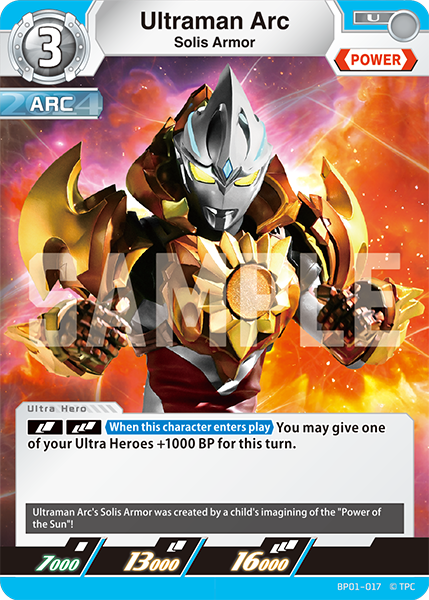 3
Ultraman Arc
Solis Armor
U
POWER
ARC
SAMPLE
Ultra Hero
When this character enters play You may give one
of your Ultra Heroes +1000 BP for this turn.
Ultraman Arc's Solis Armor was created by a child's imagining of the "Power of
the Sun"!
7000 13000 16000
BP01-017 © TPC